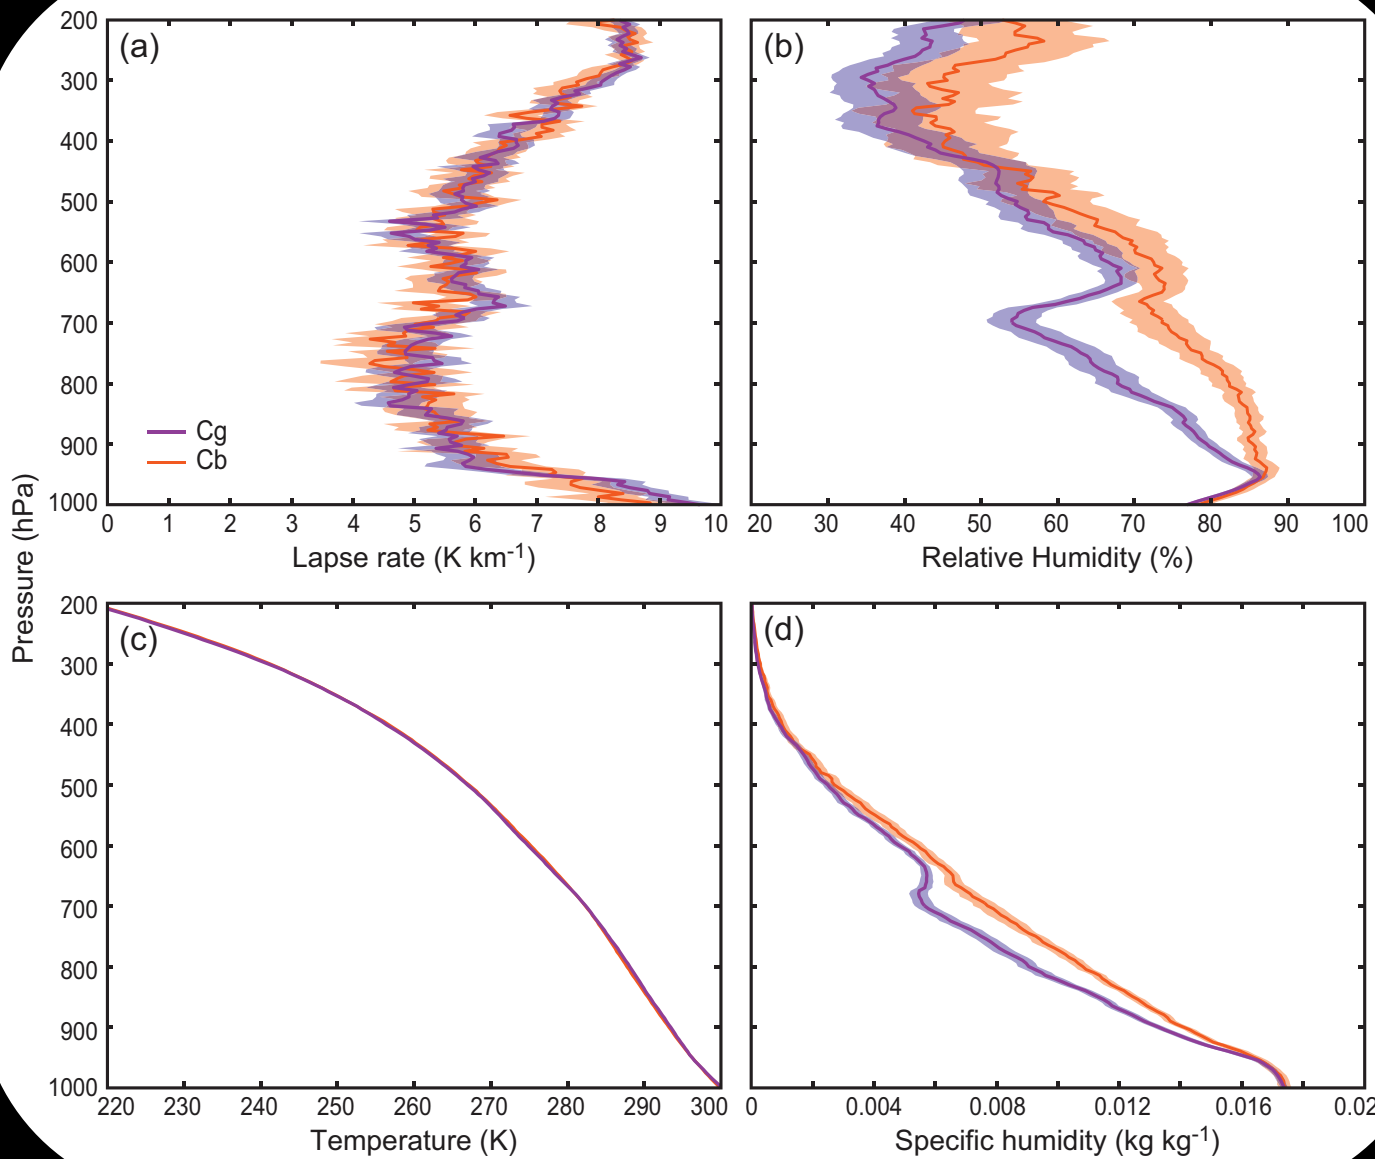 (a)
200
300
400
500
600
700
800
900
1000
Cg
Cb
0 1 2 3 4 5 6 7 8 9 10
Lapse rate (K km-1)
(b)
20 30 40 50 60 70 80 90 100
Relative Humidity (%)
Pressure (hPa)
(c)
200
300
400
500
600
700
800
900
1000
220 230 240 250 260 270 280 290 300
Temperature (K)
(d)
0 0.004 0.008 0.012 0.016 0.02
Specific humidity (kg kg-1)